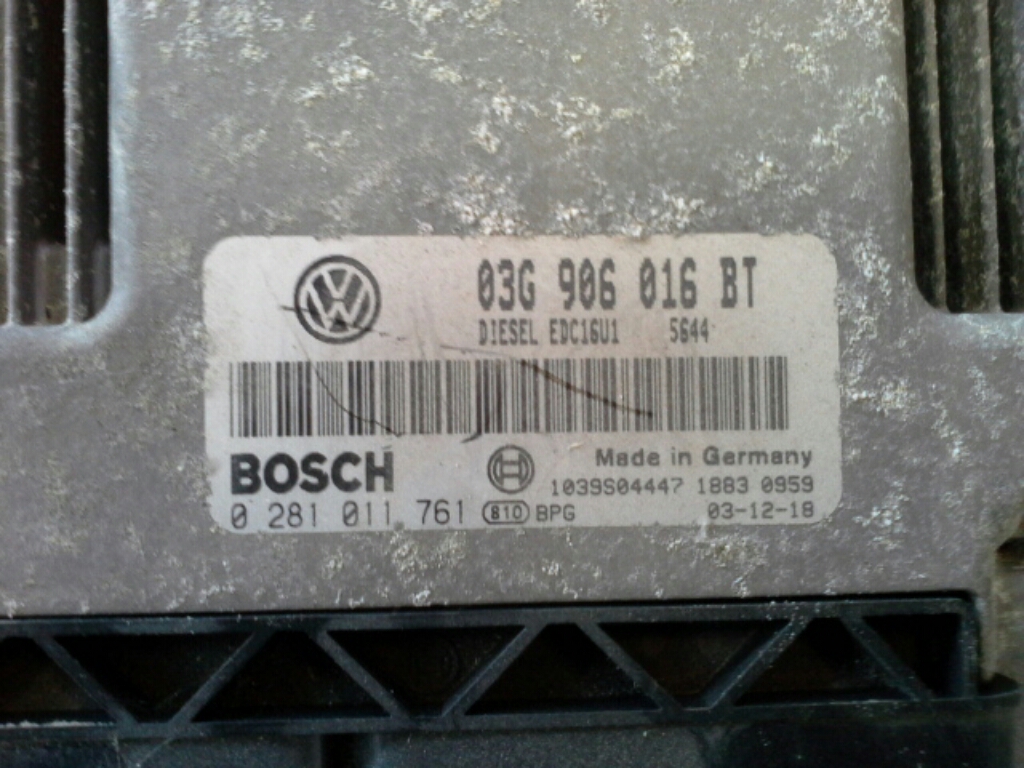 03G 906 016 BT
DIESEL EDC16U1 5644
BOSCH
Made in Germany
1039S04447 1883 0959
0 281 011 761 810 BPG 03-12-18